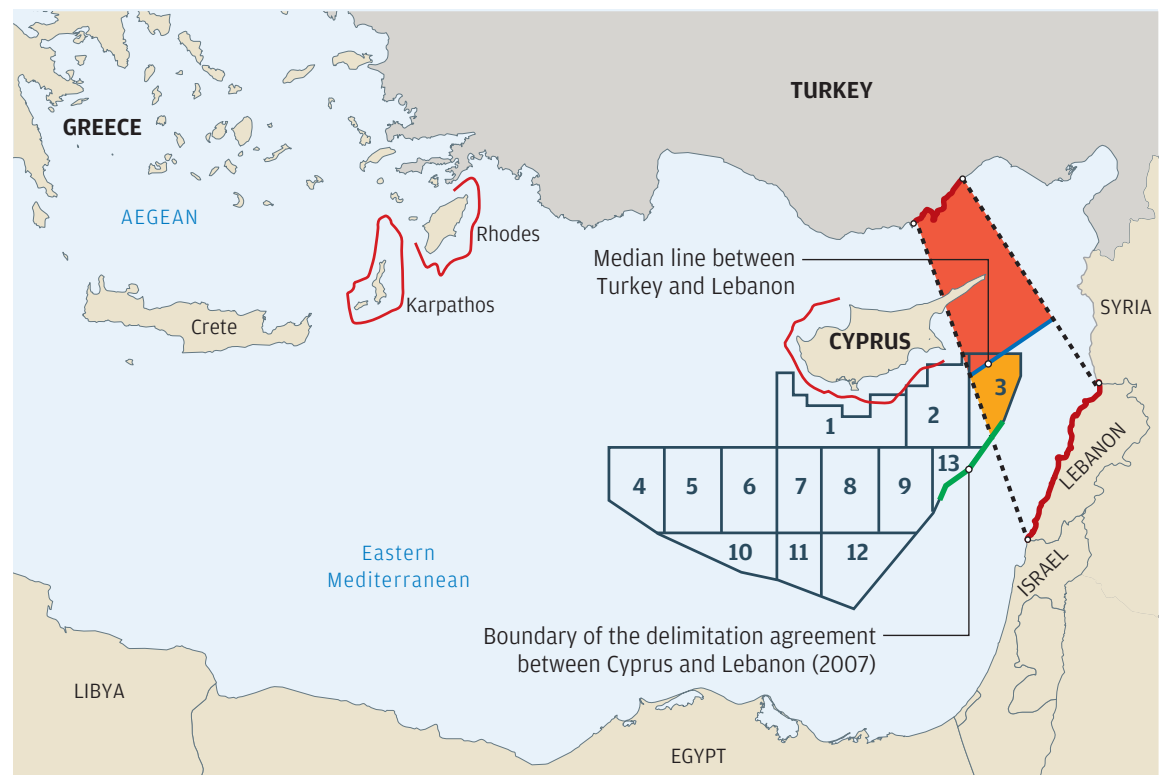 TURKEY
GREECE
AEGEAN
Rhodes
Median line between
Turkey and Lebanon
Karpathos
SYRIA
Crete
CYPRUS
3
2
1
LEBANON
13
4
5
6
7
8
9
10
11
12
Eastern
Mediterranean
ISRAEL
Boundary of the delimitation agreement
between Cyprus and Lebanon (2007)
LIBYA
EGYPT